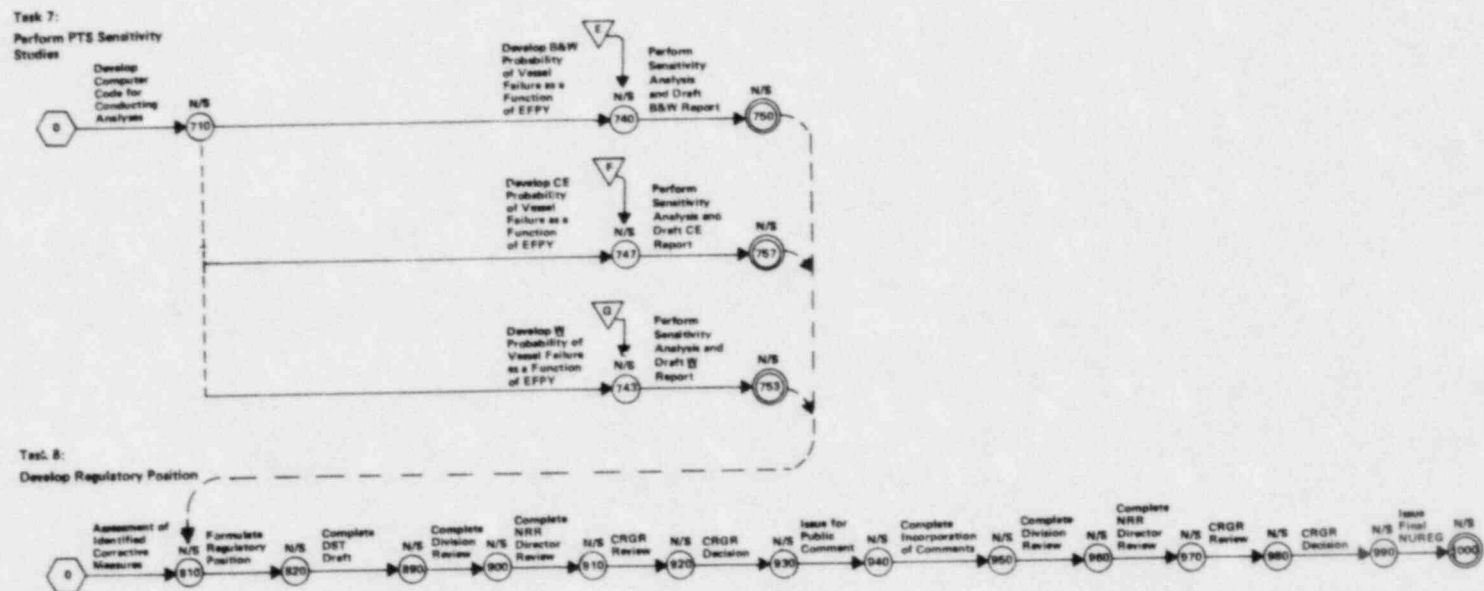 Task 7:
Perform PTS Sensitivity
Studies
Develop
Computer
Code for
Conducting
Analyses
0
N/S
710
Develop B&W
Probability
of Vessel
Failure as a
Function
of EFPY
E
N/S
740
Perform
Sensitivity
Analysis
and Draft
B&W Report
N/S
750
Develop CE
Probability
of Vessel
Failure as a
Function
of EFPY
F
N/S
747
Perform
Sensitivity
Analysis and
Draft CE
Report
N/S
757
Develop W
Probability of
Vessel Failure
as a Function
of EFPY
G
N/S
743
Perform
Sensitivity
Analysis and
Draft W
Report
N/S
753
Task 8:
Develop Regulatory Position
0
Assessment of
Identified
Corrective
Measures
N/S
810
Formulate
Regulatory
Position
N/S
820
Complete
DST
Draft
N/S
890
Complete
Division
Review
N/S
900
Complete
NRR
Director
Review
N/S
910
CRGR
Review
N/S
920
CRGR
Decision
N/S
930
Issue for
Public
Comment
N/S
940
Complete
Incorporation
of Comments
N/S
950
Complete
Division
Review
N/S
960
Complete
NRR
Director
Review
N/S
970
CRGR
Review
N/S
980
CRGR
Decision
N/S
990
Issue
Final
NUREG
N/S
1000